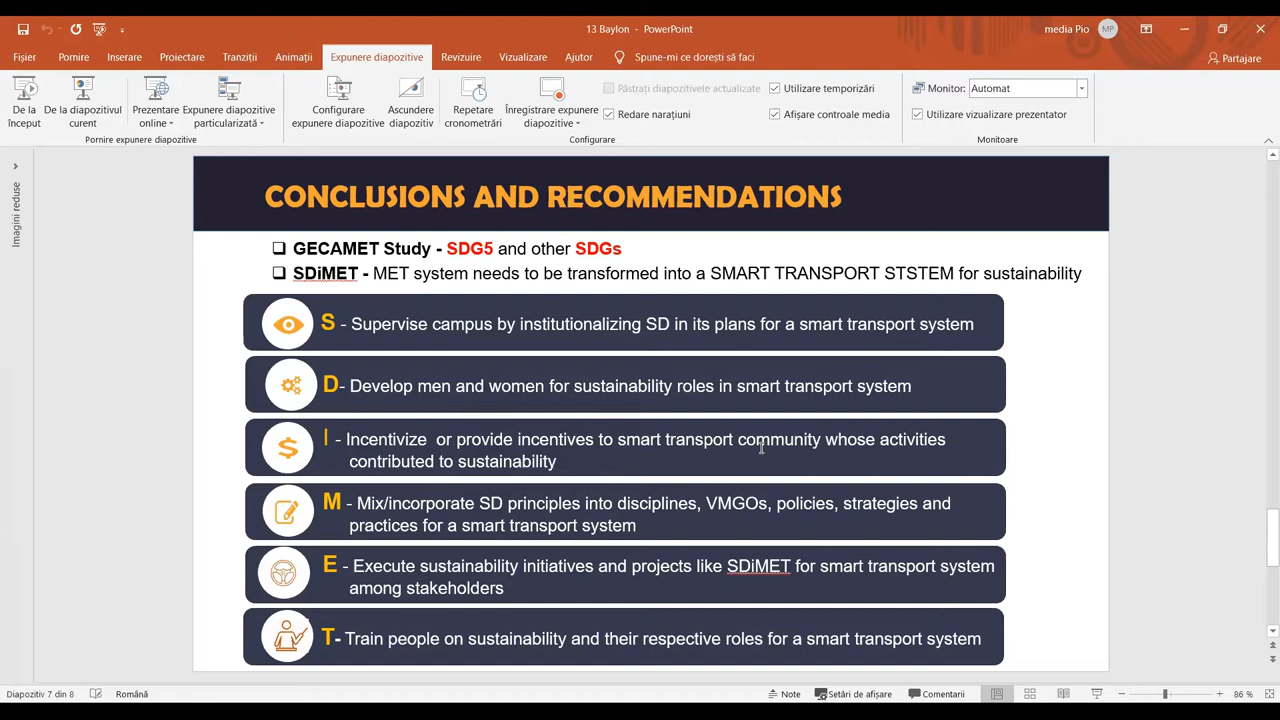 13 Baylon - PowerPoint
media Pio MP
Fișier Pornire Inserare Proiectare Tranziții Animații Expunere diapozitive Revizuire Vizualizare Ajutor Spune-mi ce dorești să faci Partajare
De la început
De la diapozitivul curent
Prezentare online
Expunere diapozitive particularizată
Pornire expunere diapozitive
Configurare expunere diapozitive
Ascundere diapozitiv
Repetare cronometrări
Înregistrare expunere diapozitive
Păstrați diapozitivele actualizate
Redare narațiuni
Utilizare temporizări
Afișare controale media
Configurare
Monitor: Automat
Utilizare vizualizare prezentator
Monitoare
Imagini reduse
CONCLUSIONS AND RECOMMENDATIONS
GECAMET Study - SDG5 and other SDGs
SDiMET - MET system needs to be transformed into a SMART TRANSPORT STSTEM for sustainability
S - Supervise campus by institutionalizing SD in its plans for a smart transport system
D- Develop men and women for sustainability roles in smart transport system
I - Incentivize or provide incentives to smart transport community whose activities
contributed to sustainability
M - Mix/incorporate SD principles into disciplines, VMGOs, policies, strategies and
practices for a smart transport system
E - Execute sustainability initiatives and projects like SDiMET for smart transport system
among stakeholders
T- Train people on sustainability and their respective roles for a smart transport system
Diapozitiv 7 din 8 Română Note Setări de afișare Comentarii 86 %